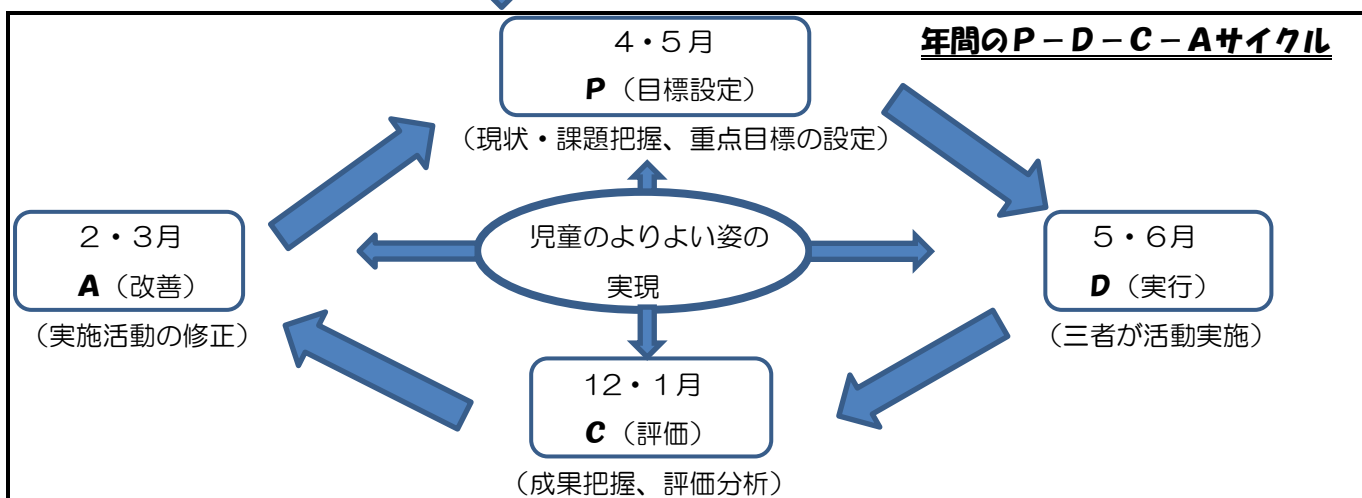 年間のP－D－C－Aサイクル
４・５月
P（目標設定）
（現状・課題把握、重点目標の設定）
児童のよりよい姿の
実現
２・３月
A（改善）
（実施活動の修正）
５・６月
D（実行）
（三者が活動実施）
12・１月
C（評価）
（成果把握、評価分析）